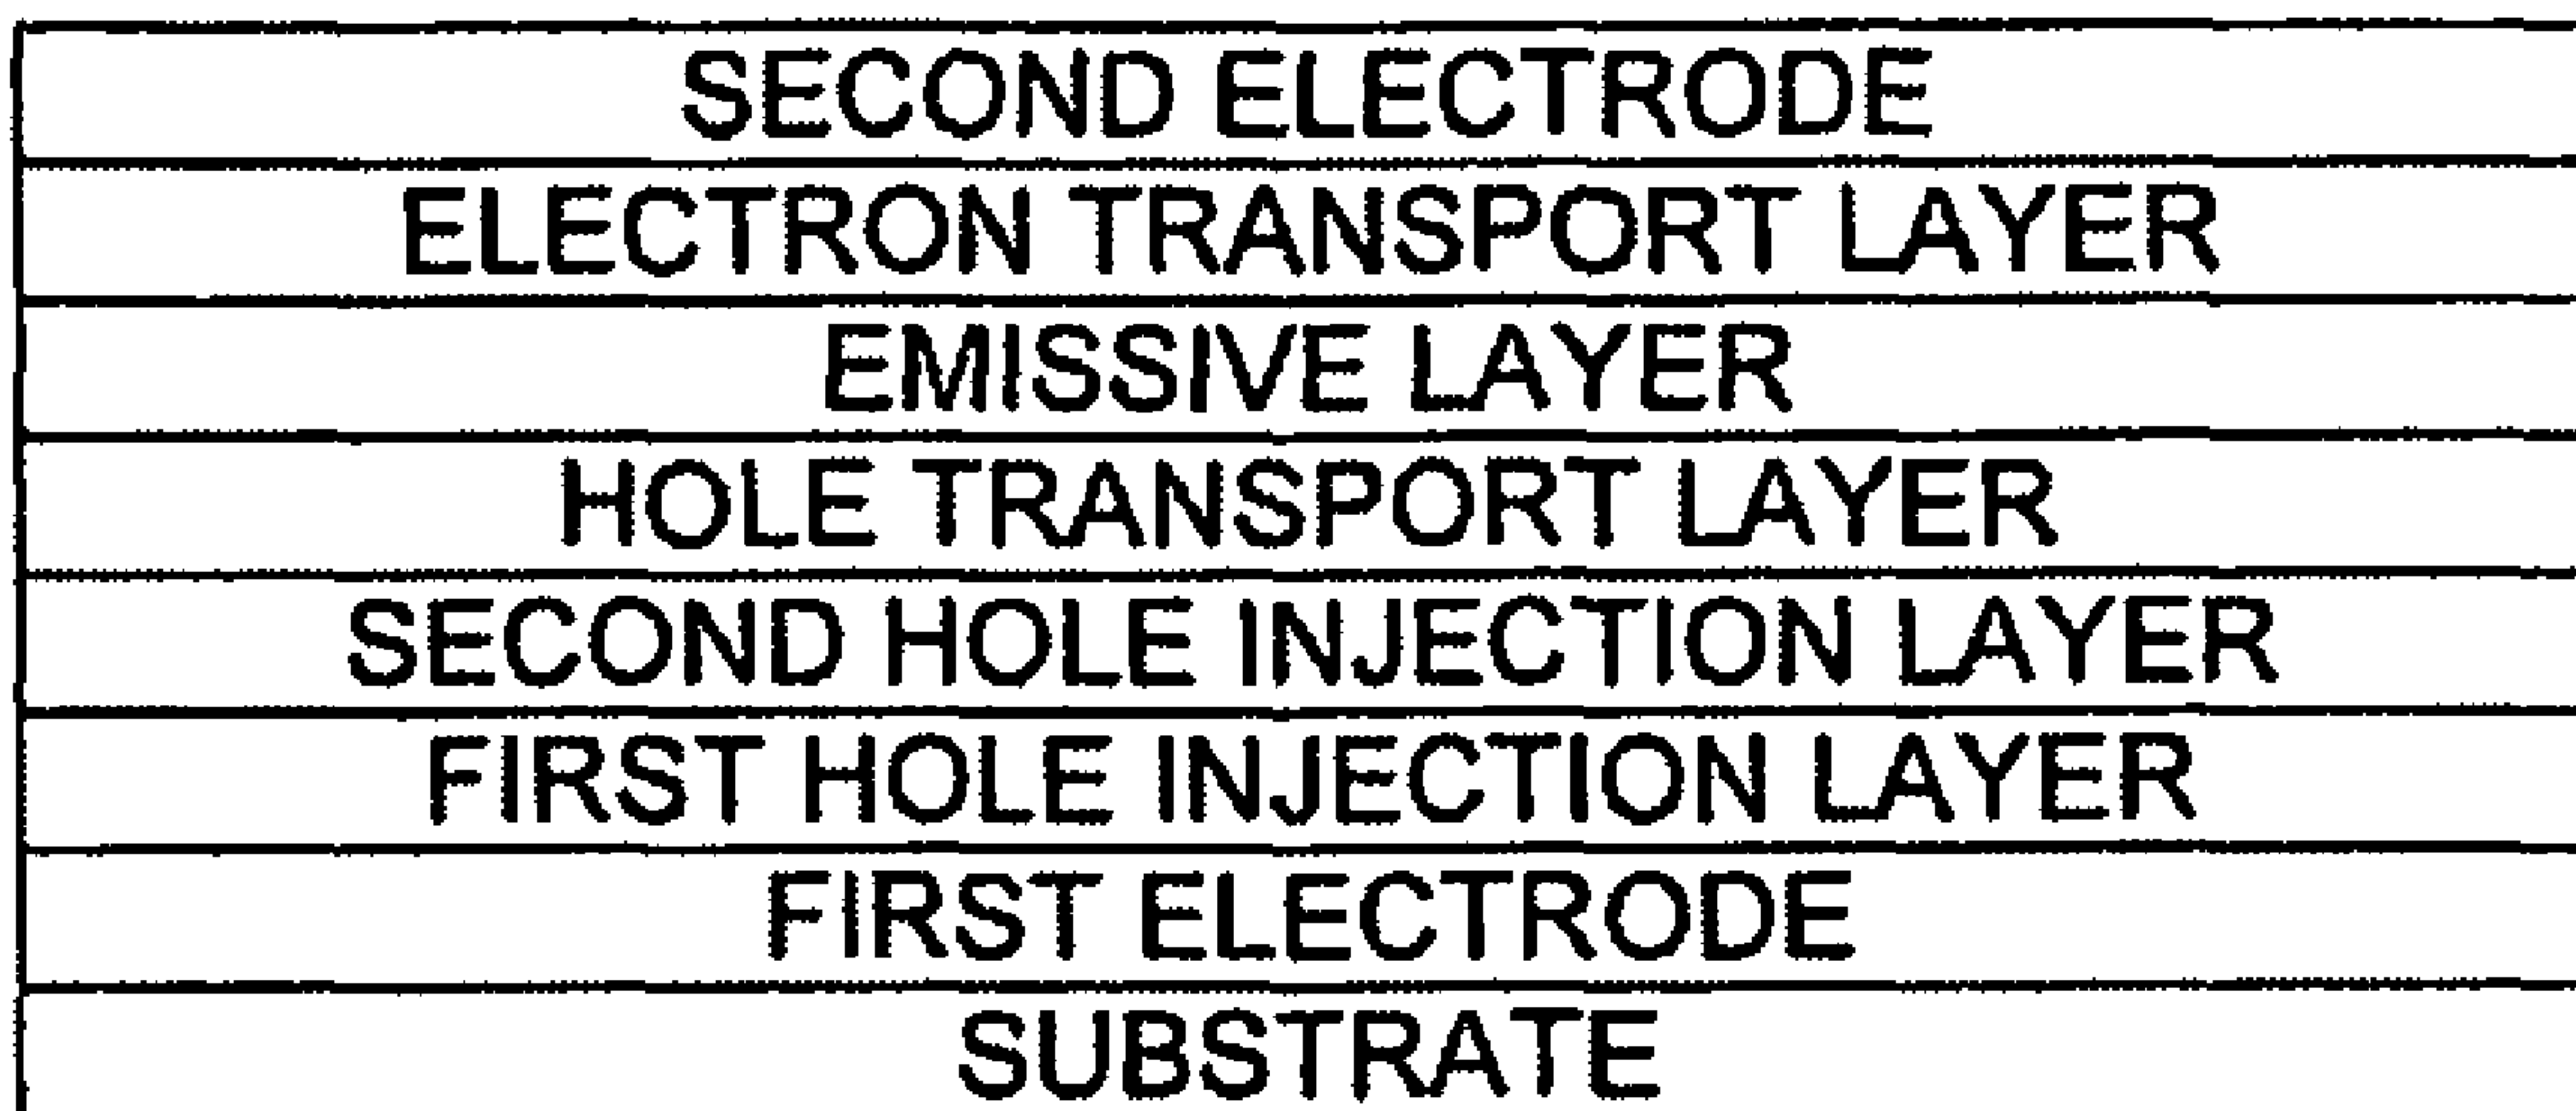 SECOND ELECTRODE
ELECTRON TRANSPORT LAYER
EMISSIVE LAYER
HOLE TRANSPORT LAYER
SECOND HOLE INJECTION LAYER
FIRST HOLE INJECTION LAYER
FIRST ELECTRODE
SUBSTRATE